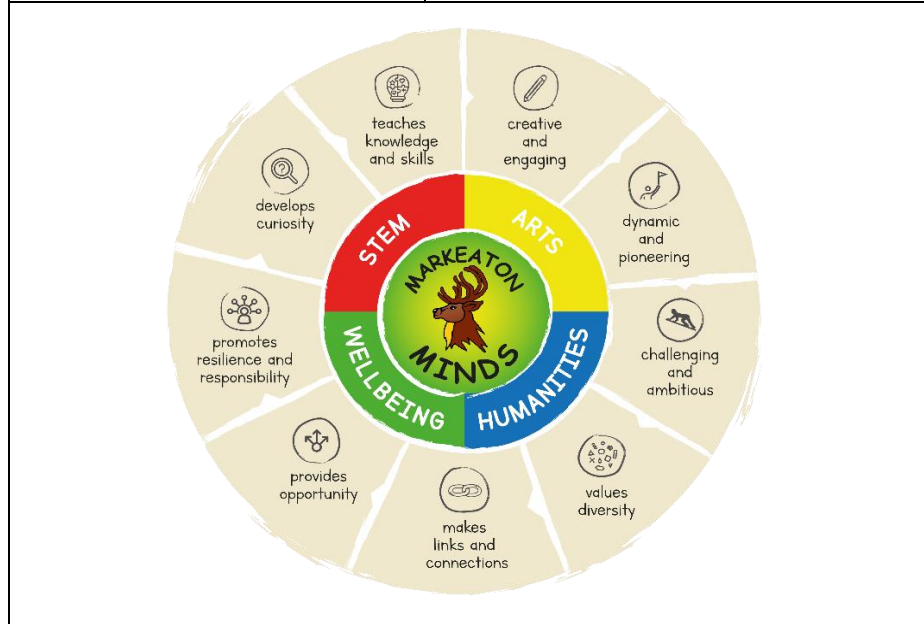 teaches
knowledge
and skills
creative
and
engaging
develops
curiosity
dynamic
and
pioneering
STEM
ARTS
MARKEATON
MINDS
WELLBEING
HUMANITIES
promotes
resilience and
responsibility
challenging
and
ambitious
provides
opportunity
makes
links and
connections
values
diversity
?